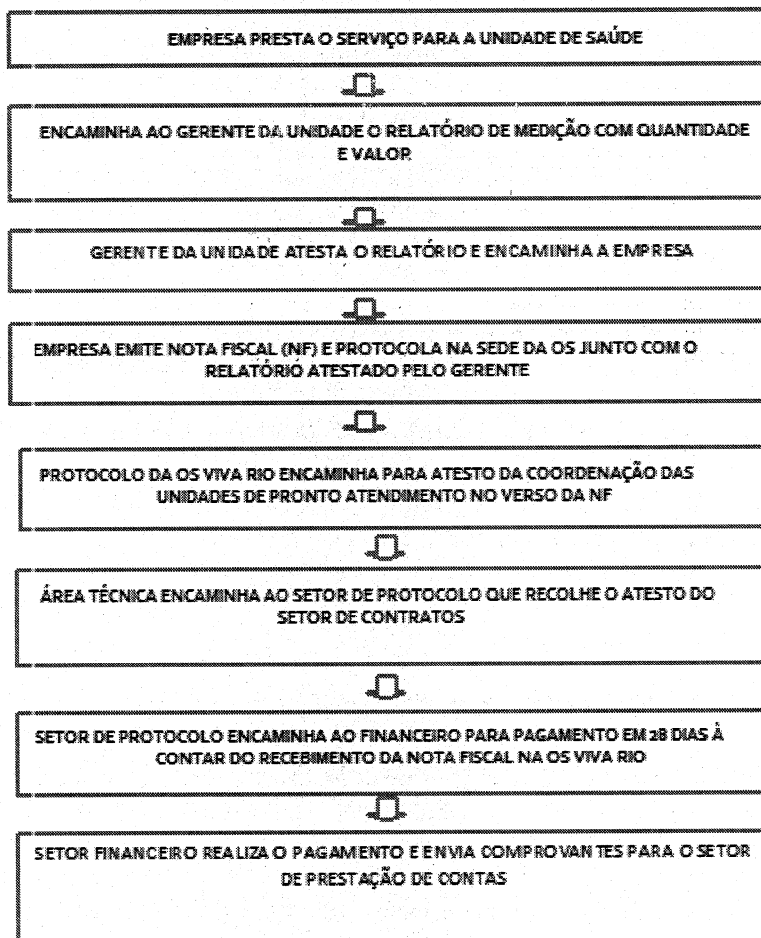 EMPRESA PRESTA O SERVIÇO PARA A UNIDADE DE SAÚDE
ENCAMINHA AO GERENTE DA UNIDADE O RELATÓRIO DE MEDIÇÃO COM QUANTIDADE
E VALOR.
GERENTE DA UNIDADE ATESTA O RELATÓRIO E ENCAMINHA A EMPRESA
EMPRESA EMITE NOTA FISCAL (NF) E PROTOCOLA NA SEDE DA OS JUNTO COM O
RELATÓRIO ATESTADO PELO GERENTE
PROTOCOLO DA OS VIVA RIO ENCAMINHA PARA ATESTO DA COORDENAÇÃO DAS
UNIDADES DE PRONTO ATENDIMENTO NO VERSO DA NF
ÁREA TÉCNICA ENCAMINHA AO SETOR DE PROTOCOLO QUE RECOLHE O ATESTO DO
SETOR DE CONTRATOS
SETOR DE PROTOCOLO ENCAMINHA AO FINANCEIRO PARA PAGAMENTO EM 28 DIAS À
CONTAR DO RECEBIMENTO DA NOTA FISCAL NA OS VIVA RIO
SETOR FINANCEIRO REALIZA O PAGAMENTO E ENVIA COMPROVANTES PARA O SETOR
DE PRESTAÇÃO DE CONTAS